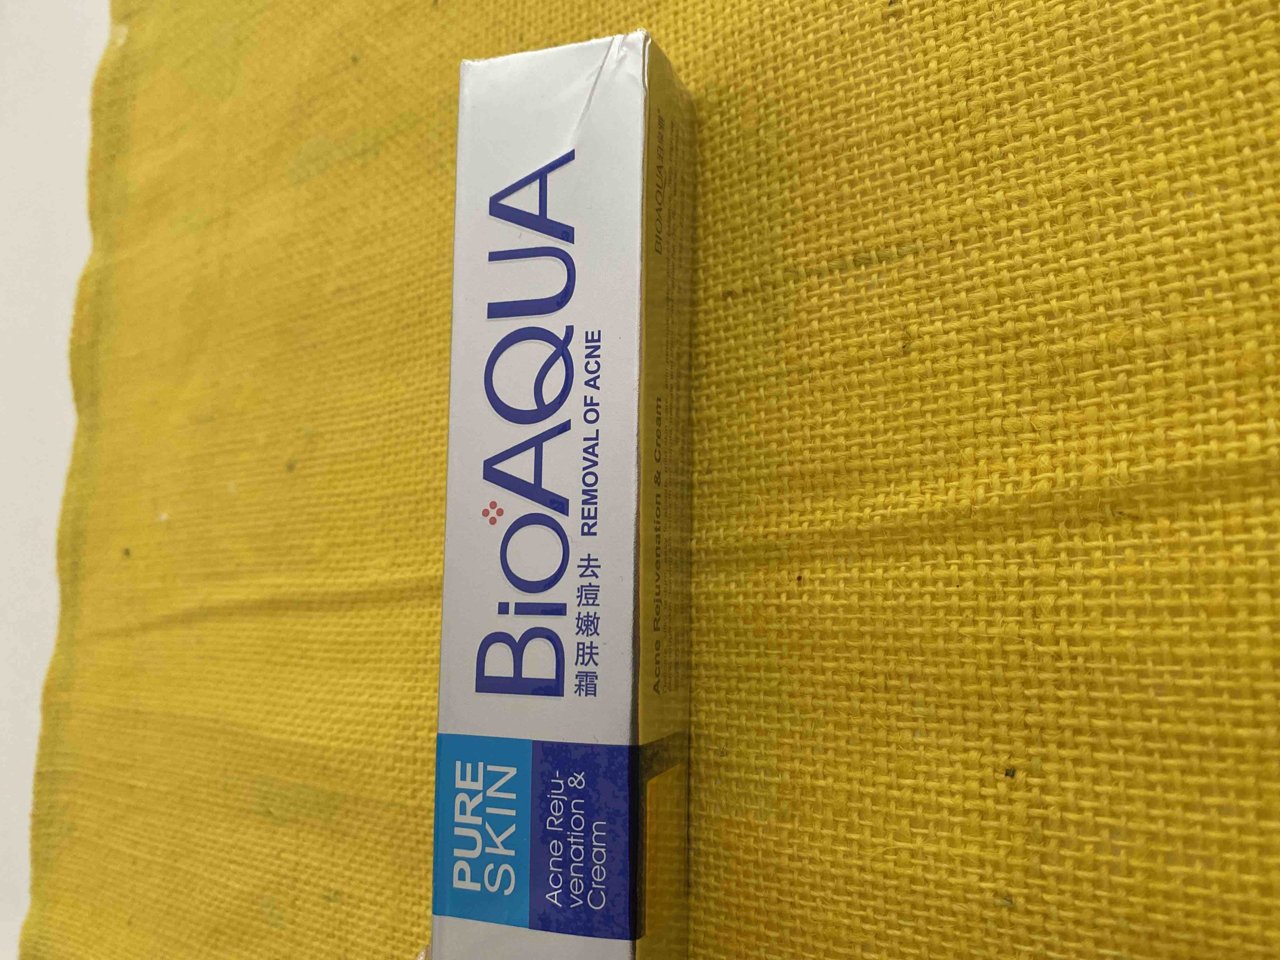 PURE
SKIN
Acne Reju-
venation &
Cream
BIOAQUA
去痘嫩肤霜 REMOVAL OF ACNE
Acne Rejuvenation & Cream
BIOAQUA